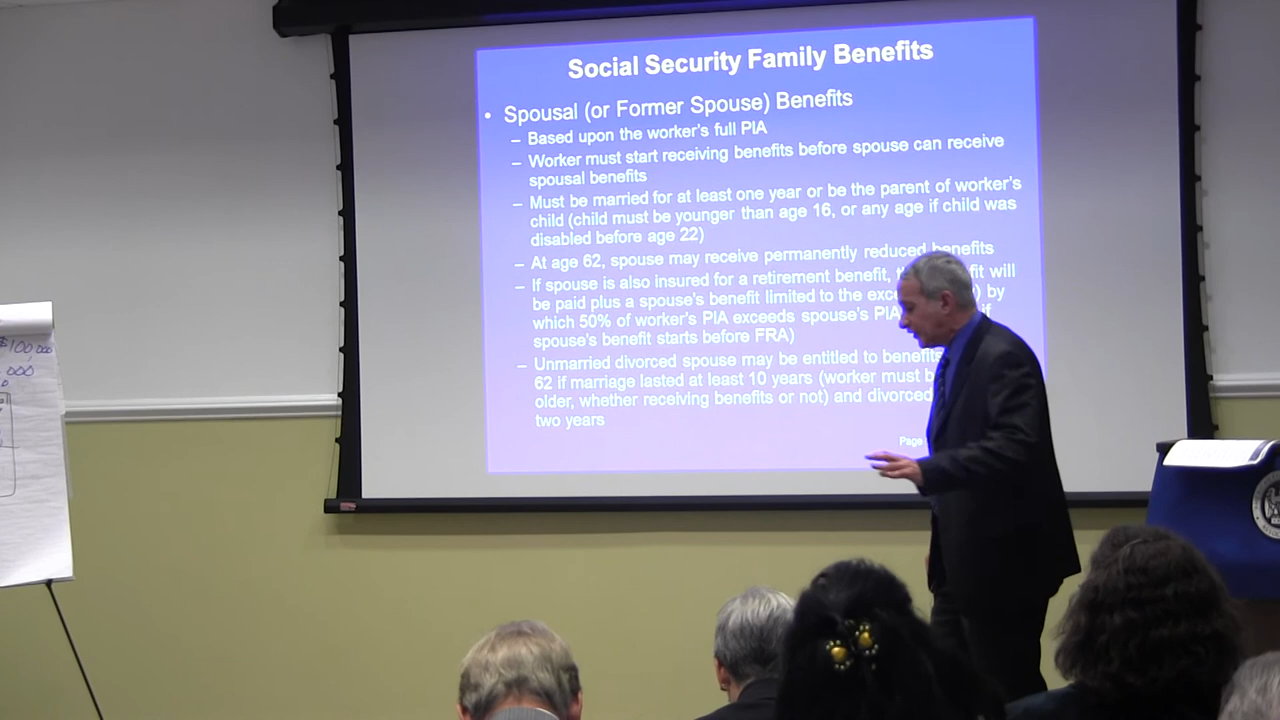 Social Security Family Benefits
• Spousal (or Former Spouse) Benefits
– Based upon the worker's full PIA
– Worker must start receiving benefits before spouse can receive
spousal benefits
– Must be married for at least one year or be the parent of worker's
child (child must be younger than age 16, or any age if child was
disabled before age 22)
– At age 62, spouse may receive permanently reduced benefits
– If spouse is also insured for a retirement benefit, fit will
be paid plus a spouse's benefit limited to the ) by
which 50% of worker's PIA exceeds spouse's PIA if
spouse's benefit starts before FRA)
– Unmarried divorced spouse may be entitled to benefits
62 if marriage lasted at least 10 years (worker must
older, whether receiving benefits or not) and divorced
two years
Page
$100,000
000